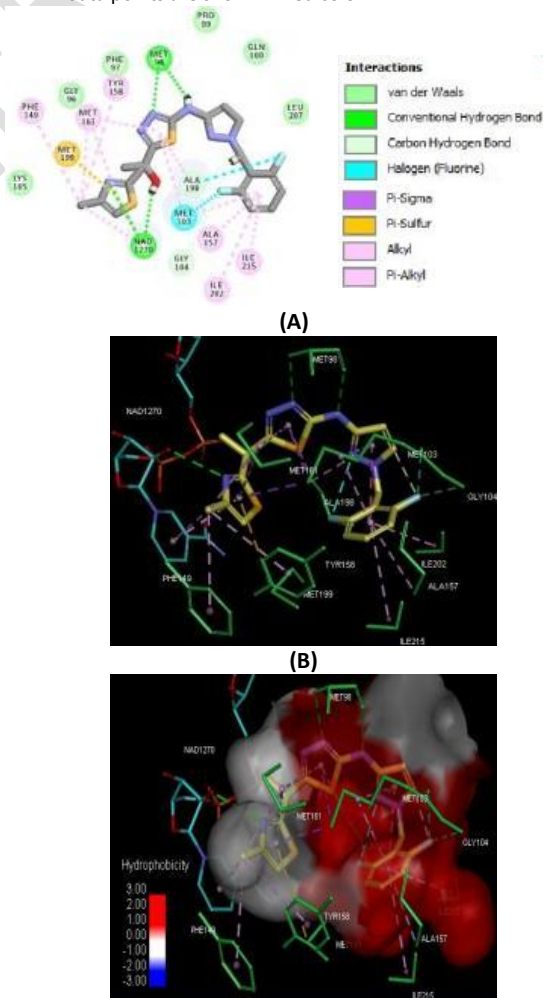 PRO
99
PHE
97
MET
98
GLN
100
TYR
158
GLY
96
PHE
149
MET
161
LEU
207
MET
199
LYS
165
ALA
198
MET
103
NAD
1270
ALA
157
GLY
104
ILE
215
ILE
202
Interactions
van der Waals
Conventional Hydrogen Bond
Carbon Hydrogen Bond
Halogen (Fluorine)
Pi-Sigma
Pi-Sulfur
Alkyl
Pi-Alkyl
(A)
MET98
NAD1270
MET103
MET161
GLY104
ALA198
TYR158
ILE202
PHE149
ALA157
MET199
ILE215
(B)
MET98
NAD1270
MET103
MET161
GLY104
Hydrophobicity
3.00
2.00
1.00
0.00
-1.00
-2.00
-3.00
TYR158
PHE149
ALA157
ILE215